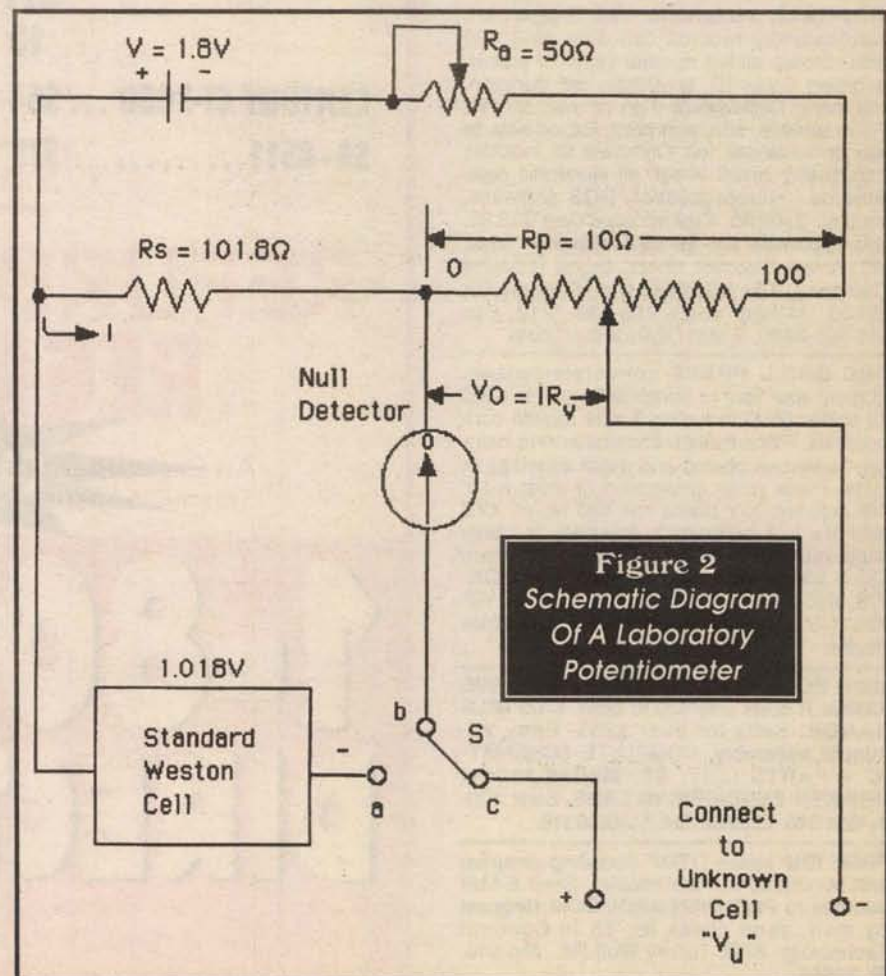 V = 1.8V
+ -
Rₐ = 50Ω
Rs = 101.8Ω
Rp = 10Ω
0
100
I
Null
Detector
V0 = IRᵧ
0
Figure 2
Schematic Diagram
Of A Laboratory
Potentiometer
1.018V
Standard
Weston
Cell
-
a
b
S
c
Connect
to
Unknown
Cell
"Vᵤ"
+
-